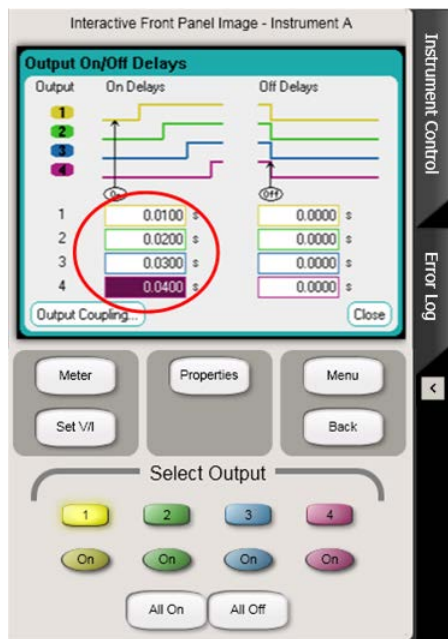 Interactive Front Panel Image - Instrument A
Output On/Off Delays
Output On Delays Off Delays
1
2
3
4
On Off
1 0.0100 s 0.0000 s
2 0.0200 s 0.0000 s
3 0.0300 s 0.0000 s
4 0.0400 s 0.0000 s
Output Coupling... Close
Meter Properties Menu
Set V/I Back
Select Output
1 2 3 4
On On On On
All On All Off
Instrument Control
Error Log
<